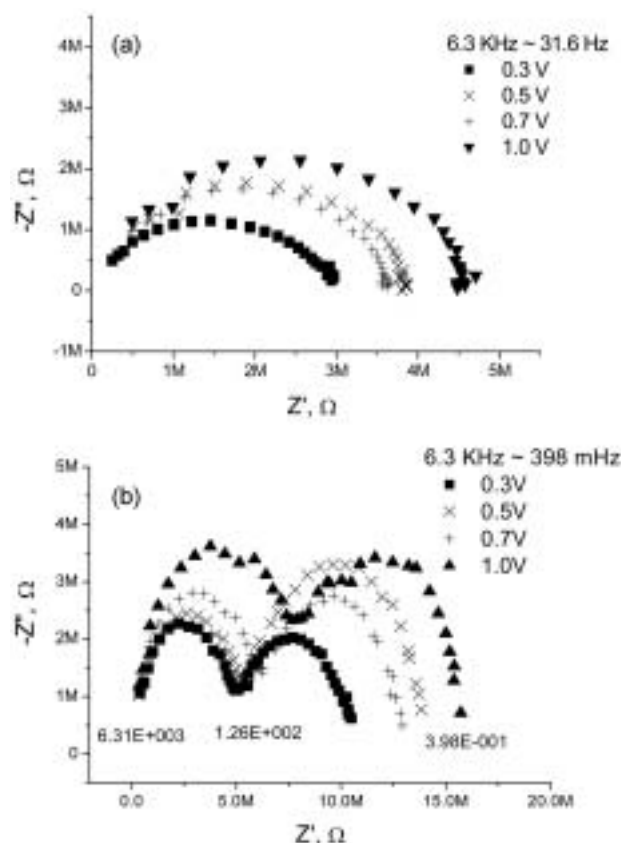 (a)
6.3 KHz ~ 31.6 Hz
0.3 V
0.5 V
0.7 V
1.0 V
4M
3M
2M
1M
0
-1M
-Z", Ω
0 1M 2M 3M 4M 5M
Z', Ω
(b)
6.3 KHz ~ 398 mHz
0.3V
0.5V
0.7V
1.0V
5M
4M
3M
2M
1M
0
-Z", Ω
6.31E+003 1.26E+002 3.98E-001
0.0 5.0M 10.0M 15.0M 20.0M
Z', Ω